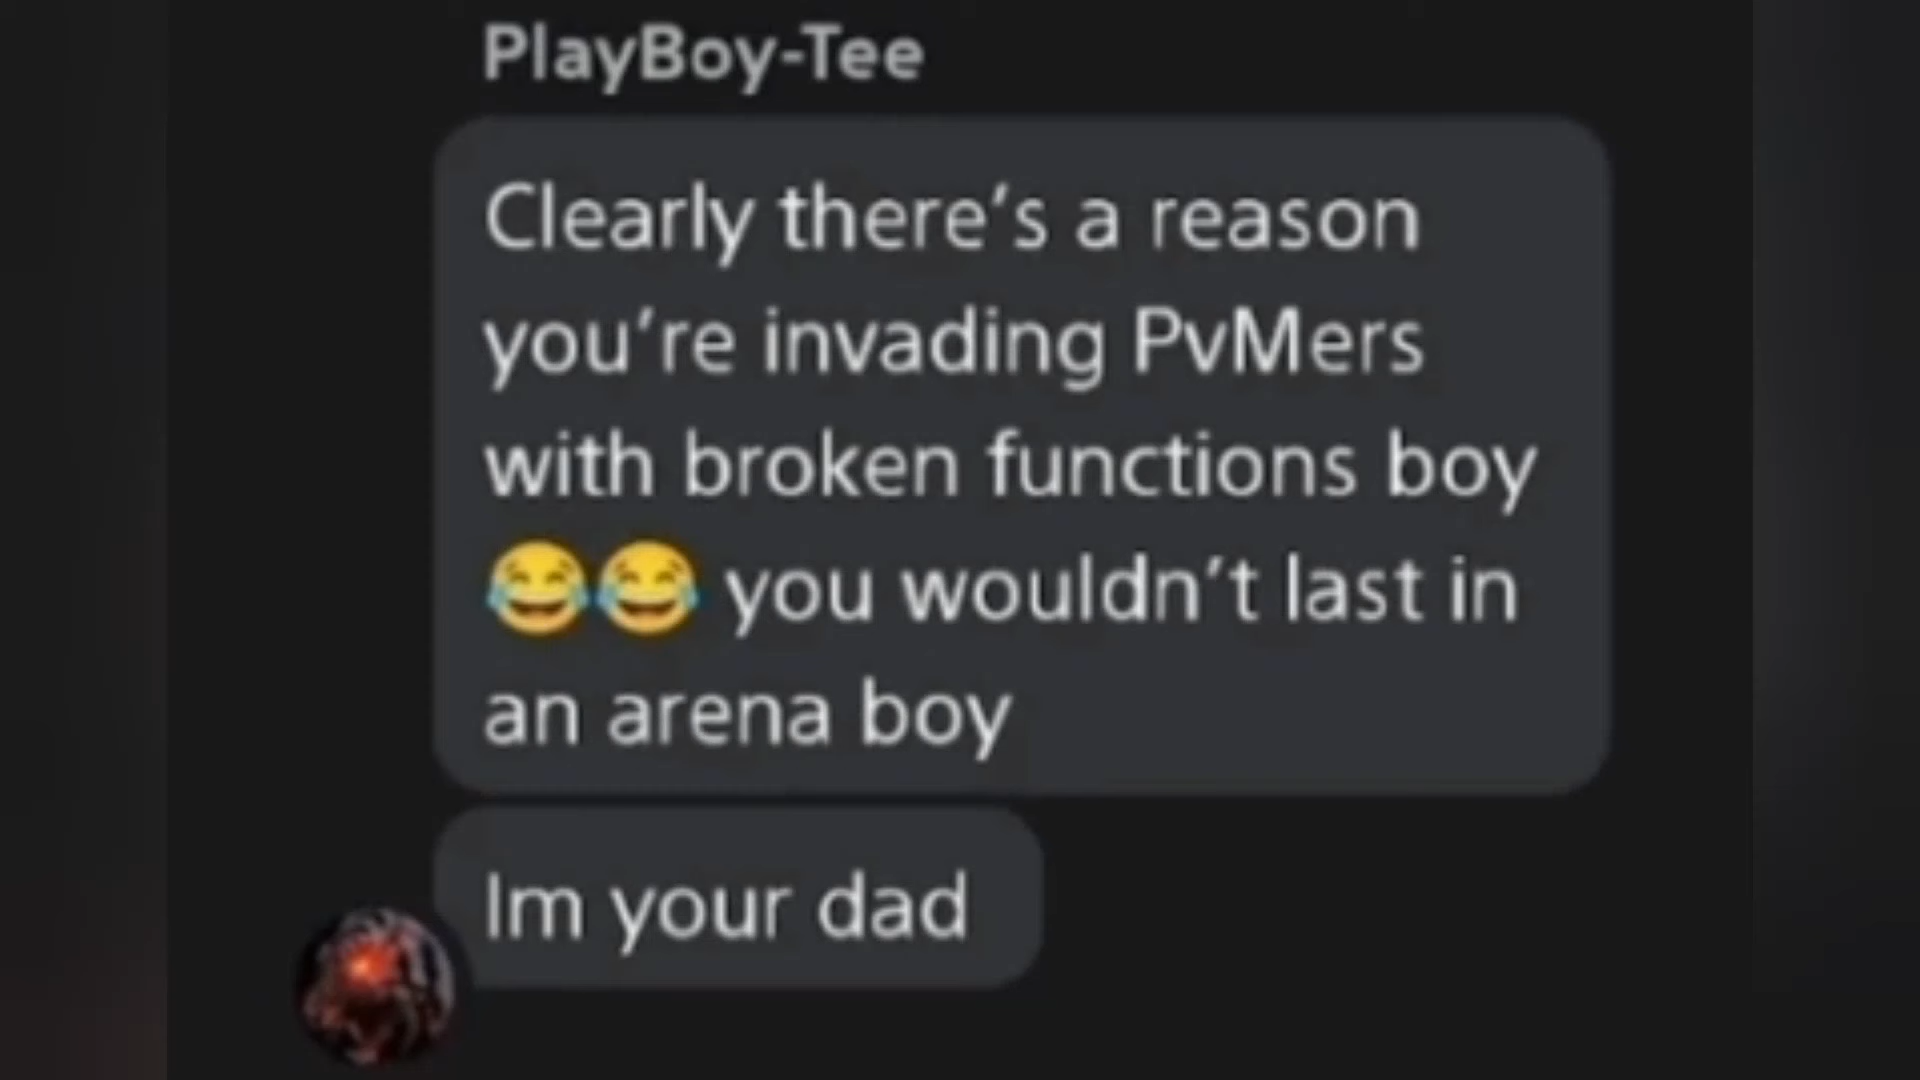 PlayBoy-Tee
Clearly there’s a reason
you’re invading PvMers
with broken functions boy
😂😂 you wouldn’t last in
an arena boy
Im your dad